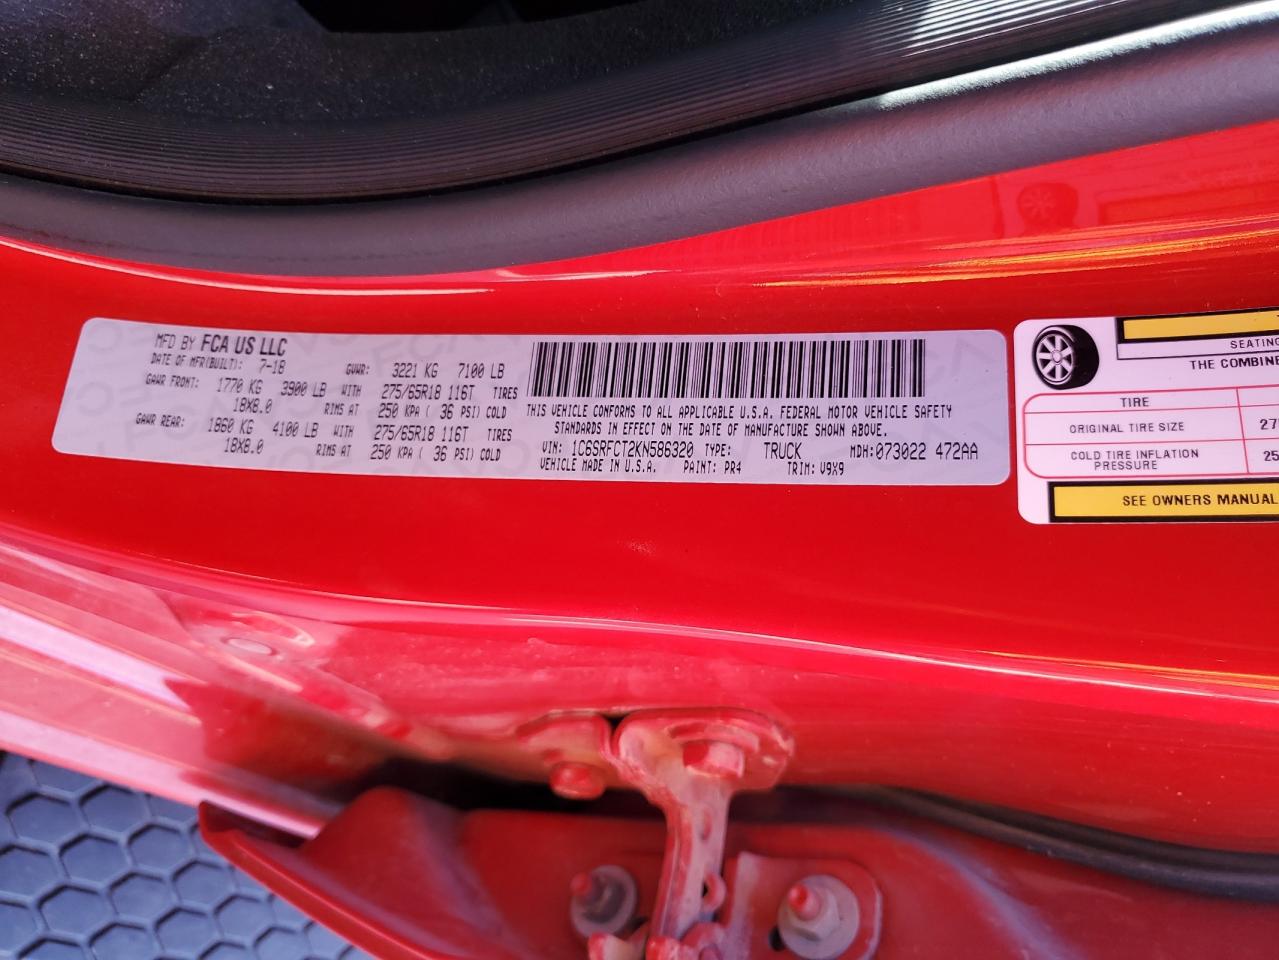 MFD BY FCA US LLC
DATE OF MFR(BUILT): 7-18 GVWR: 3221 KG 7100 LB
GAWR FRONT: 1770 KG 3900 LB WITH 275/65R18 116T TIRES
18X8.0 RIMS AT 250 KPA ( 36 PSI) COLD
GAWR REAR: 1860 KG 4100 LB WITH 275/65R18 116T TIRES
18X8.0 RIMS AT 250 KPA ( 36 PSI) COLD
THIS VEHICLE CONFORMS TO ALL APPLICABLE U.S.A. FEDERAL MOTOR VEHICLE SAFETY
STANDARDS IN EFFECT ON THE DATE OF MANUFACTURE SHOWN ABOVE.
VIN: 1C6SRFCT2KN586320 TYPE: TRUCK MDH:073022 472AA
VEHICLE MADE IN U.S.A. PAINT: PR4 TRIM: V9X9
SEATING
THE COMBINE
TIRE
ORIGINAL TIRE SIZE 27
COLD TIRE INFLATION
PRESSURE 25
SEE OWNERS MANUAL